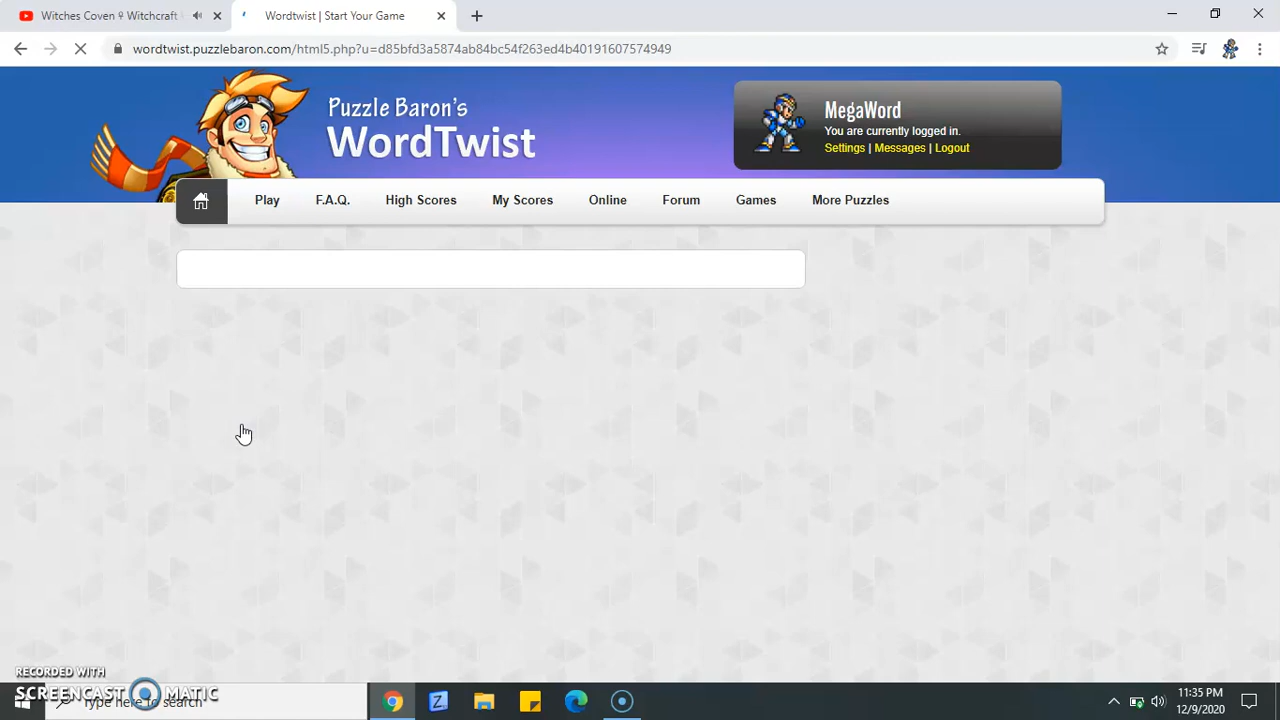 Witches Coven ♀ Witchcraft
Wordtwist | Start Your Game
wordtwist.puzzlebaron.com/html5.php?u=d85bfd3a5874ab84bc54f263ed4b40191607574949
Puzzle Baron's
WordTwist
MegaWord
You are currently logged in.
Settings | Messages | Logout
Play F.A.Q. High Scores My Scores Online Forum Games More Puzzles
RECORDED WITH
SCREENCAST MATIC
Type here to search
11:35 PM
12/9/2020